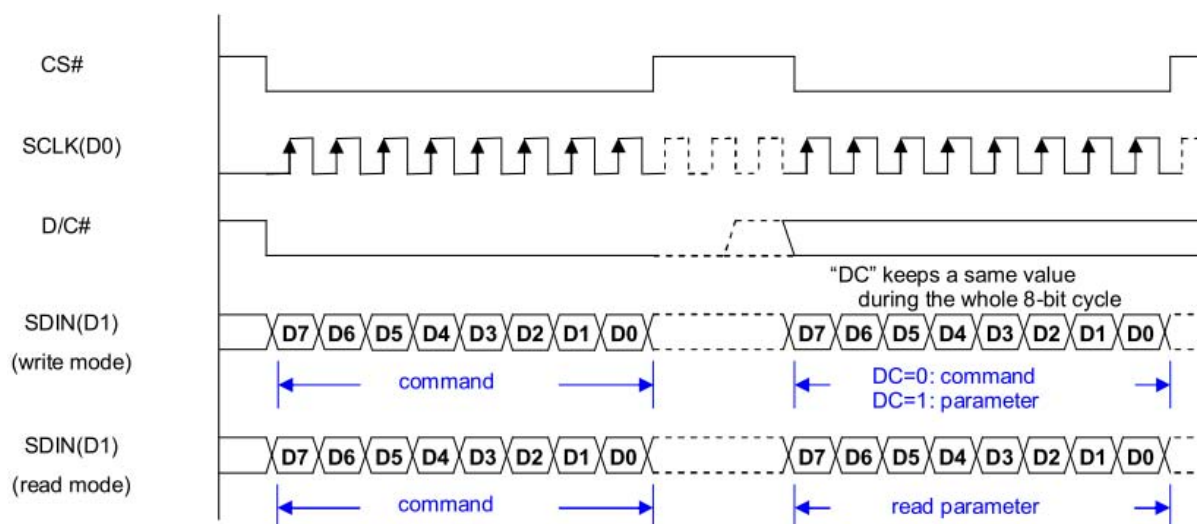 CS#
SCLK(D0)
D/C#
“DC” keeps a same value
during the whole 8-bit cycle
SDIN(D1)
(write mode)
D7 D6 D5 D4 D3 D2 D1 D0
D7 D6 D5 D4 D3 D2 D1 D0
command
DC=0: command
DC=1: parameter
SDIN(D1)
(read mode)
D7 D6 D5 D4 D3 D2 D1 D0
D7 D6 D5 D4 D3 D2 D1 D0
command
read parameter